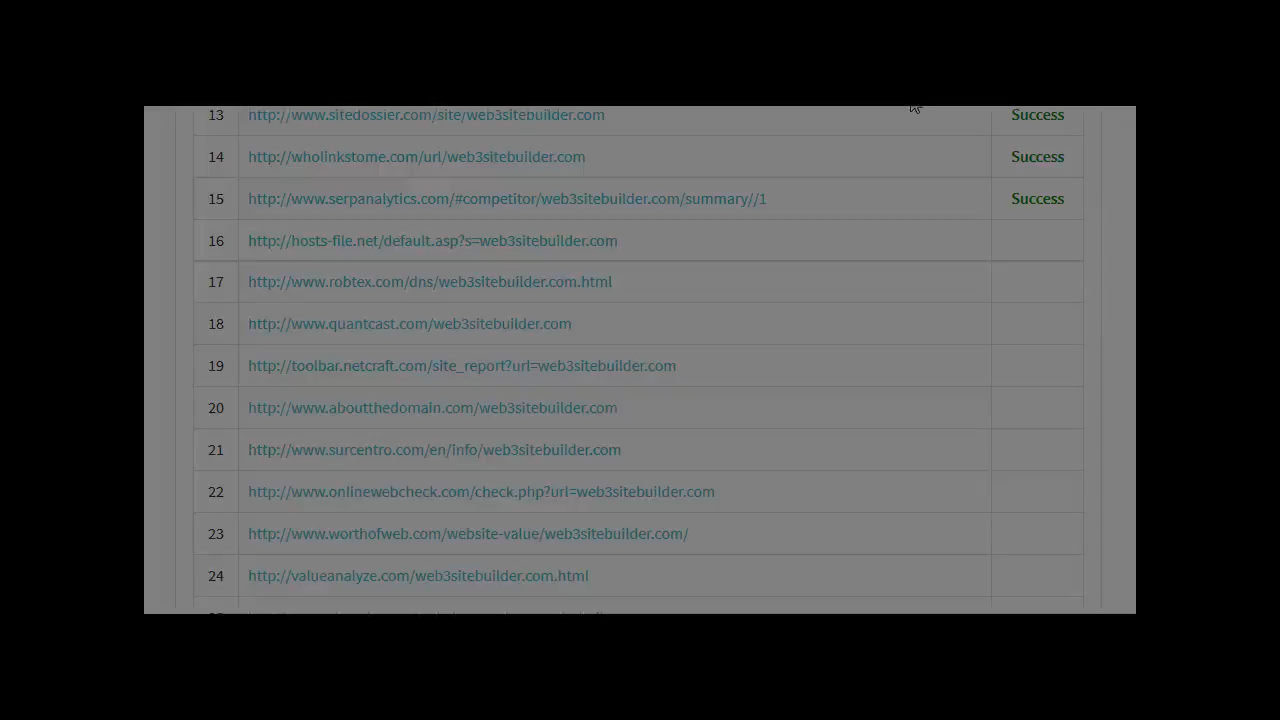 13 http://www.sitedossier.com/site/web3sitebuilder.com Success
14 http://wholinkstome.com/url/web3sitebuilder.com Success
15 http://www.serpanalytics.com/#competitor/web3sitebuilder.com/summary//1 Success
16 http://hosts-file.net/default.asp?s=web3sitebuilder.com
17 http://www.robtex.com/dns/web3sitebuilder.com.html
18 http://www.quantcast.com/web3sitebuilder.com
19 http://toolbar.netcraft.com/site_report?url=web3sitebuilder.com
20 http://www.aboutthedomain.com/web3sitebuilder.com
21 http://www.surcentro.com/en/info/web3sitebuilder.com
22 http://www.onlinewebcheck.com/check.php?url=web3sitebuilder.com
23 http://www.worthofweb.com/website-value/web3sitebuilder.com/
24 http://valueanalyze.com/web3sitebuilder.com.html